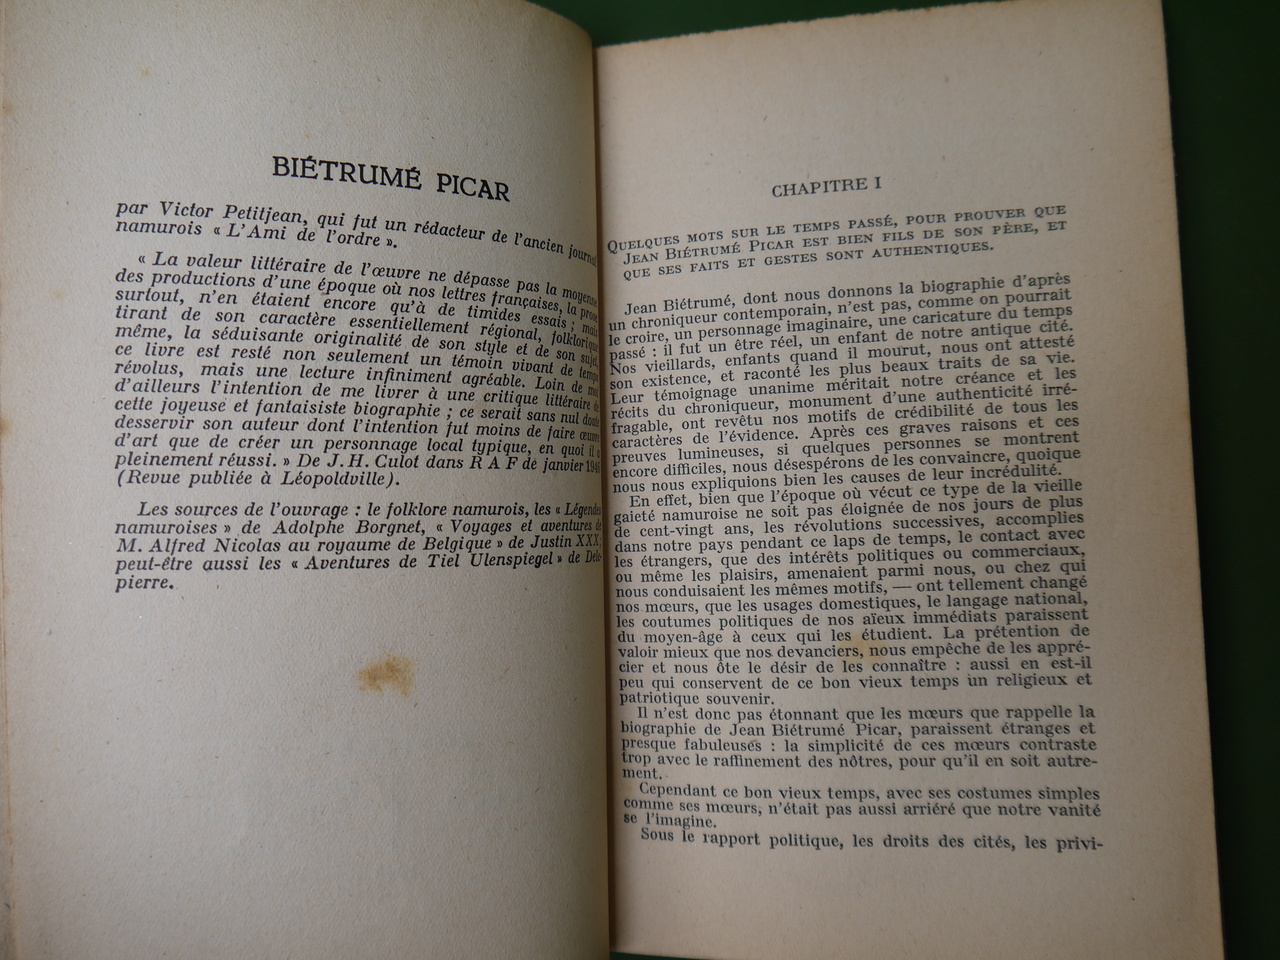 BIÉTRUMÉ PICAR
par Victor Petitjean, qui fut un rédacteur de l'ancien journal
namurois « L'Ami de l'ordre ».
« La valeur littéraire de l'œuvre ne dépasse pas la moyenne
des productions d'une époque où nos lettres françaises, la prose
surtout, n'en étaient encore qu'à de timides essais ; mais
tirant de son caractère essentiellement régional, folklorique
même, la séduisante originalité de son style et de son sujet,
ce livre est resté non seulement un témoin vivant de temps
révolus, mais une lecture infiniment agréable. Loin de moi
d'ailleurs l'intention de me livrer à une critique littéraire de
cette joyeuse et fantaisiste biographie ; ce serait sans nul doute
desservir son auteur dont l'intention fut moins de faire œuvre
d'art que de créer un personnage local typique, en quoi il a
pleinement réussi. » De J. H. Culot dans R A F de janvier
(Revue publiée à Léopoldville).
Les sources de l'ouvrage : le folklore namurois, les « Légendes
namuroises » de Adolphe Borgnet, « Voyages et aventures de
M. Alfred Nicolas au royaume de Belgique » de Justin XXX ;
peut-être aussi les « Aventures de Tiel Ulenspiegel » de
pierre.
CHAPITRE I
QUELQUES MOTS SUR LE TEMPS PASSÉ, POUR PROUVER QUE
JEAN BIÉTRUMÉ PICAR EST BIEN FILS DE SON PÈRE, ET
QUE SES FAITS ET GESTES SONT AUTHENTIQUES.
Jean Biétrumé, dont nous donnons la biographie d'après
un chroniqueur contemporain, n'est pas, comme on pourrait
le croire, un personnage imaginaire, une caricature du temps
passé : il fut un être réel, un enfant de notre antique cité.
Nos vieillards, enfants quand il mourut, nous ont attesté
son existence, et raconté les plus beaux traits de sa vie.
Leur témoignage unanime méritait notre créance et les
récits du chroniqueur, monument d'une authenticité irré-
fragable, ont revêtu nos motifs de crédibilité de tous les
caractères de l'évidence. Après ces graves raisons et ces
preuves lumineuses, si quelques personnes se montrent
encore difficiles, nous désespérons de les convaincre, quoique
nous nous expliquions bien les causes de leur incrédulité.
En effet, bien que l'époque où vécut ce type de la vieille
gaieté namuroise ne soit pas éloignée de nos jours de plus
de cent-vingt ans, les révolutions successives, accomplies
dans notre pays pendant ce laps de temps, le contact avec
les étrangers, que des intérêts politiques ou commerciaux,
ou même les plaisirs, amenaient parmi nous, ou chez qui
nous conduisaient les mêmes motifs, — ont tellement changé
nos mœurs, que les usages domestiques, le langage national,
les coutumes politiques de nos aïeux immédiats paraissent
du moyen-âge à ceux qui les étudient. La prétention de
valoir mieux que nos devanciers, nous empêche de les appré-
cier et nous ôte le désir de les connaître : aussi en est-il
peu qui conservent de ce bon vieux temps un religieux et
patriotique souvenir.
Il n'est donc pas étonnant que les mœurs que rappelle la
biographie de Jean Biétrumé Picar, paraissent étranges et
presque fabuleuses : la simplicité de ces mœurs contraste
trop avec le raffinement des nôtres, pour qu'il en soit autre-
ment.
Cependant ce bon vieux temps, avec ses costumes simples
comme ses mœurs, n'était pas aussi arriéré que notre vanité
se l'imagine.
Sous le rapport politique, les droits des cités, les privi-